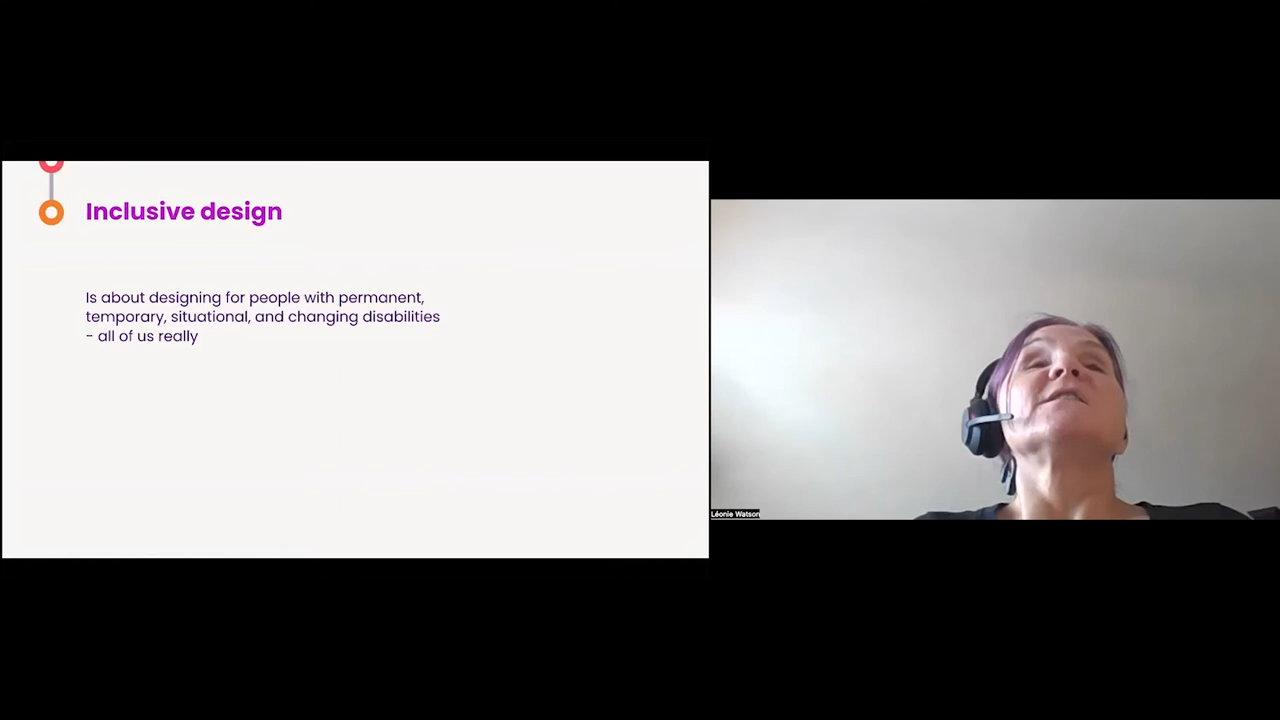 Inclusive design
Is about designing for people with permanent,
temporary, situational, and changing disabilities
- all of us really
Léonie Watson